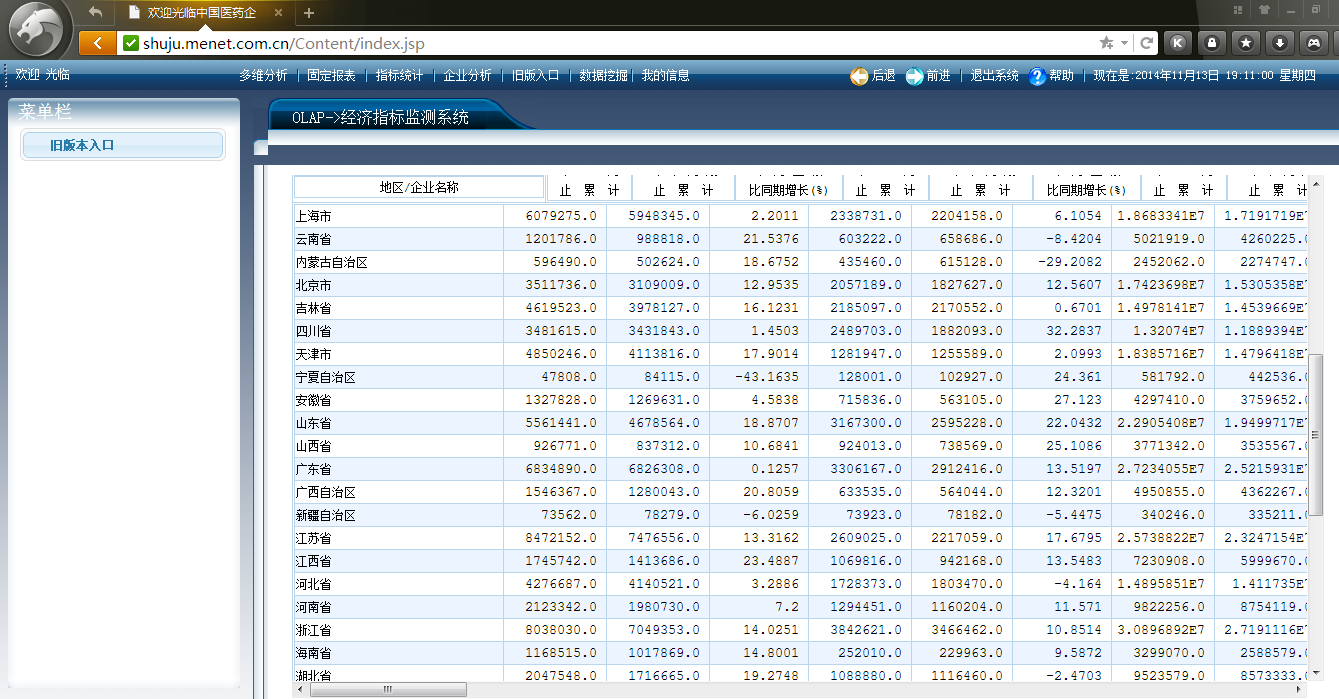 欢迎光临中国医药企
shuju.menet.com.cn/Content/index.jsp
欢迎 光临 多维分析 固定报表 指标统计 企业分析 旧版入口 数据挖掘 我的信息 后退 前进 退出系统 帮助 现在是:2014年11月13日 19:11:00 星期四
菜单栏
旧版本入口
OLAP->经济指标监测系统
地区/企业名称 止 累 计 止 累 计 比同期增长(%) 止 累 计 止 累 计 比同期增长(%) 止 累 计 止 累 计
上海市 6079275.0 5948345.0 2.2011 2338731.0 2204158.0 6.1054 1.8683341E7 1.7191719E7
云南省 1201786.0 988818.0 21.5376 603222.0 658686.0 -8.4204 5021919.0 4260225.0
内蒙古自治区 596490.0 502624.0 18.6752 435460.0 615128.0 -29.2082 2452062.0 2274747.0
北京市 3511736.0 3109009.0 12.9535 2057189.0 1827627.0 12.5607 1.7423698E7 1.5305358E7
吉林省 4619523.0 3978127.0 16.1231 2185097.0 2170552.0 0.6701 1.4978141E7 1.4539669E7
四川省 3481615.0 3431843.0 1.4503 2489703.0 1882093.0 32.2837 1.32074E7 1.1889394E7
天津市 4850246.0 4113816.0 17.9014 1281947.0 1255589.0 2.0993 1.8385716E7 1.4796418E7
宁夏自治区 47808.0 84115.0 -43.1635 128001.0 102927.0 24.361 581792.0 442536.0
安徽省 1327828.0 1269631.0 4.5838 715836.0 563105.0 27.123 4297410.0 3759652.0
山东省 5561441.0 4678564.0 18.8707 3167300.0 2595228.0 22.0432 2.2905408E7 1.9499717E7
山西省 926771.0 837312.0 10.6841 924013.0 738569.0 25.1086 3771342.0 3535567.0
广东省 6834890.0 6826308.0 0.1257 3306167.0 2912416.0 13.5197 2.7234055E7 2.5215931E7
广西自治区 1546367.0 1280043.0 20.8059 633535.0 564044.0 12.3201 4950855.0 4362267.0
新疆自治区 73562.0 78279.0 -6.0259 73923.0 78182.0 -5.4475 340246.0 335211.0
江苏省 8472152.0 7476556.0 13.3162 2609025.0 2217059.0 17.6795 2.5738822E7 2.3247154E7
江西省 1745742.0 1413686.0 23.4887 1069816.0 942168.0 13.5483 7230908.0 5999670.0
河北省 4276687.0 4140521.0 3.2886 1728373.0 1803470.0 -4.164 1.4895851E7 1.411735E7
河南省 2123342.0 1980730.0 7.2 1294451.0 1160204.0 11.571 9822256.0 8754119.0
浙江省 8038030.0 7049353.0 14.0251 3842621.0 3466462.0 10.8514 3.0896892E7 2.7191116E7
海南省 1168515.0 1017869.0 14.8001 252010.0 229963.0 9.5872 3299070.0 2588579.0
湖北省 2047548.0 1716665.0 19.2748 1088880.0 1116460.0 -2.4703 9523579.0 8573333.0